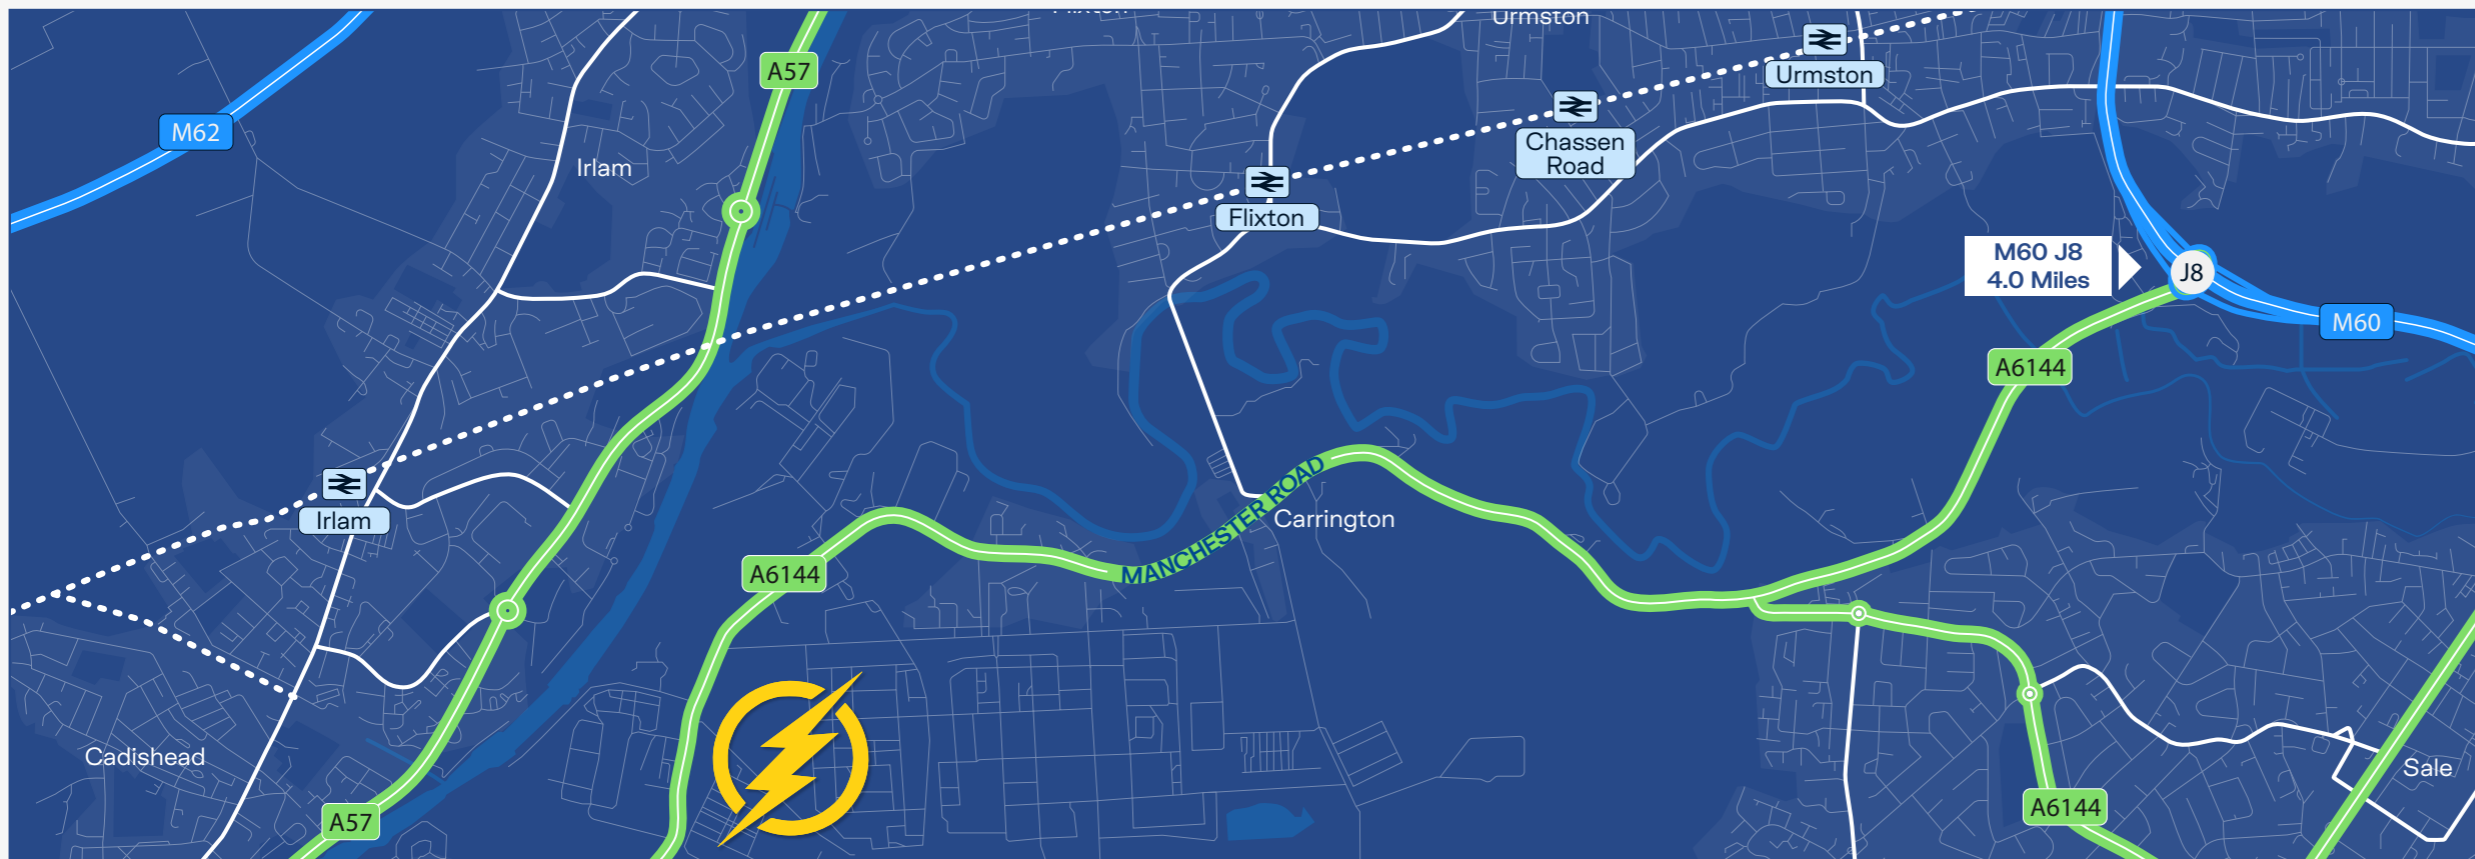 Flixton
Urmston
A57
Urmston
M62
Chassen
Road
Irlam
Flixton
M60 J8
4.0 Miles
J8
M60
A6144
Irlam
MANCHESTER ROAD
Carrington
A6144
Cadishead
Sale
A6144
A57